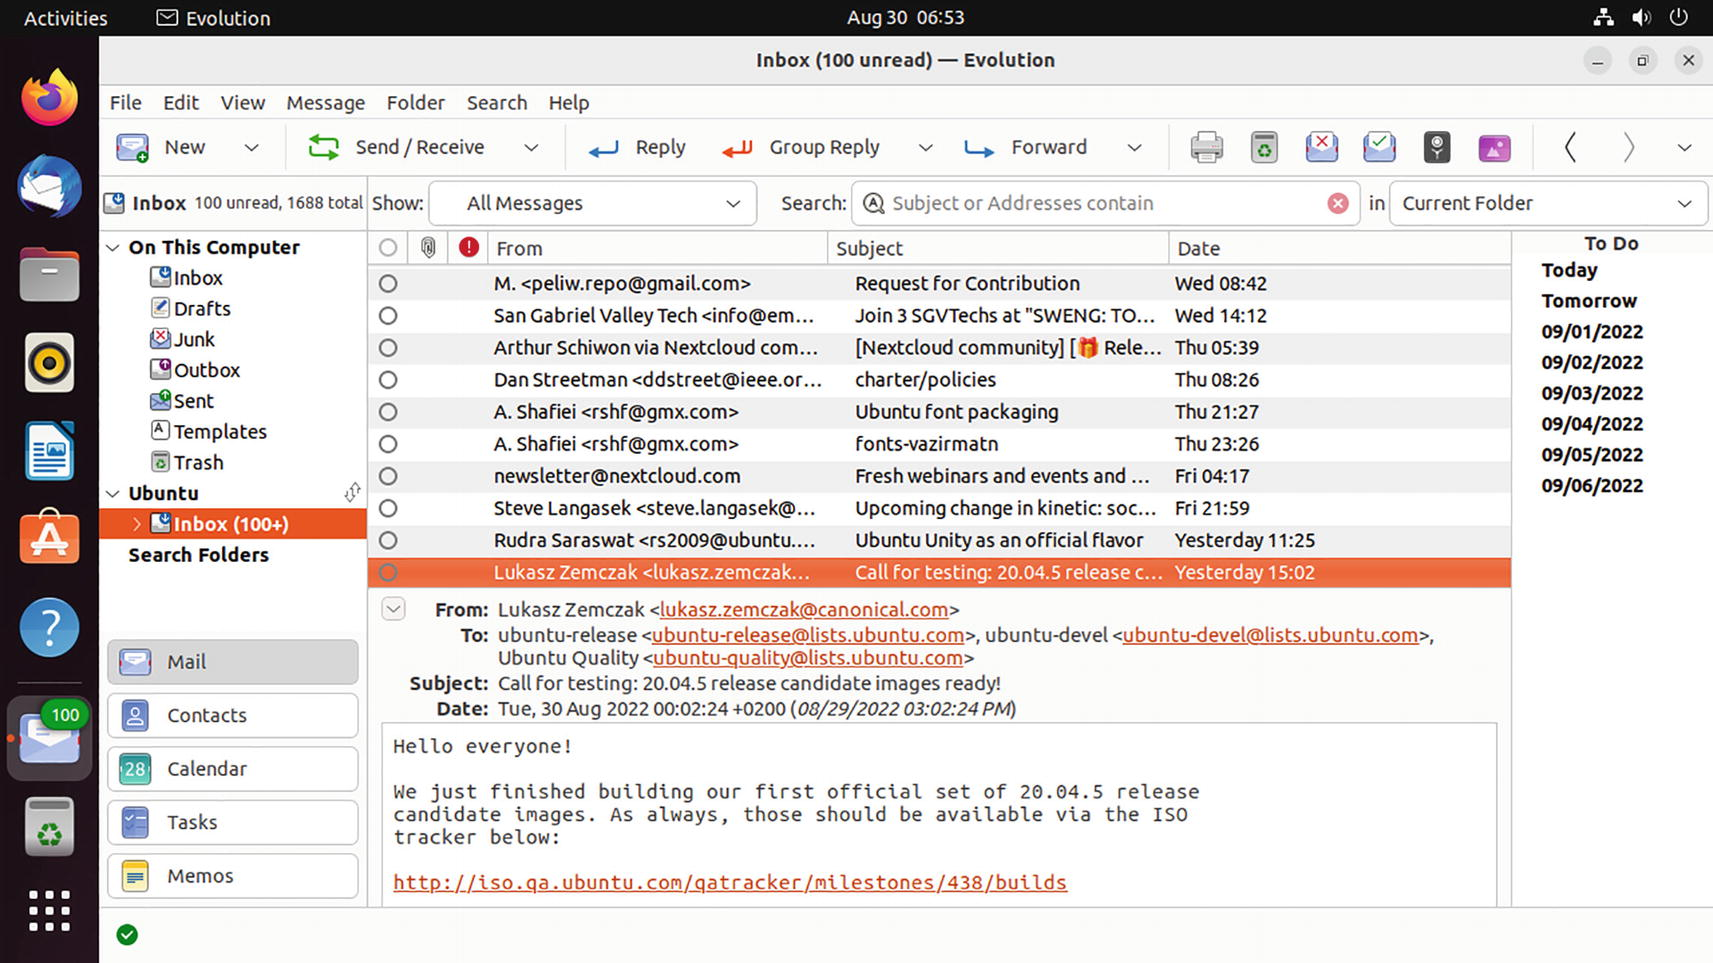 Activities Evolution Aug 30 06:53
Inbox (100 unread) — Evolution
File Edit View Message Folder Search Help
New Send / Receive Reply Group Reply Forward
Inbox 100 unread, 1688 total Show: All Messages Search: Subject or Addresses contain in Current Folder
On This Computer
Inbox
Drafts
Junk
Outbox
Sent
Templates
Trash
Ubuntu
Inbox (100+)
Search Folders
Mail
Contacts
28 Calendar
Tasks
Memos
100
From Subject Date
M. <peliw.repo@gmail.com> Request for Contribution Wed 08:42
San Gabriel Valley Tech <info@em... Join 3 SGVTechs at "SWENG: TO... Wed 14:12
Arthur Schiwon via Nextcloud com... [Nextcloud community] [🎁 Rele... Thu 05:39
Dan Streetman <ddstreet@ieee.or... charter/policies Thu 08:26
A. Shafiei <rshf@gmx.com> Ubuntu font packaging Thu 21:27
A. Shafiei <rshf@gmx.com> fonts-vazirmatn Thu 23:26
newsletter@nextcloud.com Fresh webinars and events and ... Fri 04:17
Steve Langasek <steve.langasek@... Upcoming change in kinetic: soc... Fri 21:59
Rudra Saraswat <rs2009@ubuntu.... Ubuntu Unity as an official flavor Yesterday 11:25
Lukasz Zemczak <lukasz.zemczak... Call for testing: 20.04.5 release c... Yesterday 15:02
From: Lukasz Zemczak <lukasz.zemczak@canonical.com>
To: ubuntu-release <ubuntu-release@lists.ubuntu.com>, ubuntu-devel <ubuntu-devel@lists.ubuntu.com>,
Ubuntu Quality <ubuntu-quality@lists.ubuntu.com>
Subject: Call for testing: 20.04.5 release candidate images ready!
Date: Tue, 30 Aug 2022 00:02:24 +0200 (08/29/2022 03:02:24 PM)
Hello everyone!
We just finished building our first official set of 20.04.5 release
candidate images. As always, those should be available via the ISO
tracker below:
http://iso.qa.ubuntu.com/qatracker/milestones/438/builds
To Do
Today
Tomorrow
09/01/2022
09/02/2022
09/03/2022
09/04/2022
09/05/2022
09/06/2022